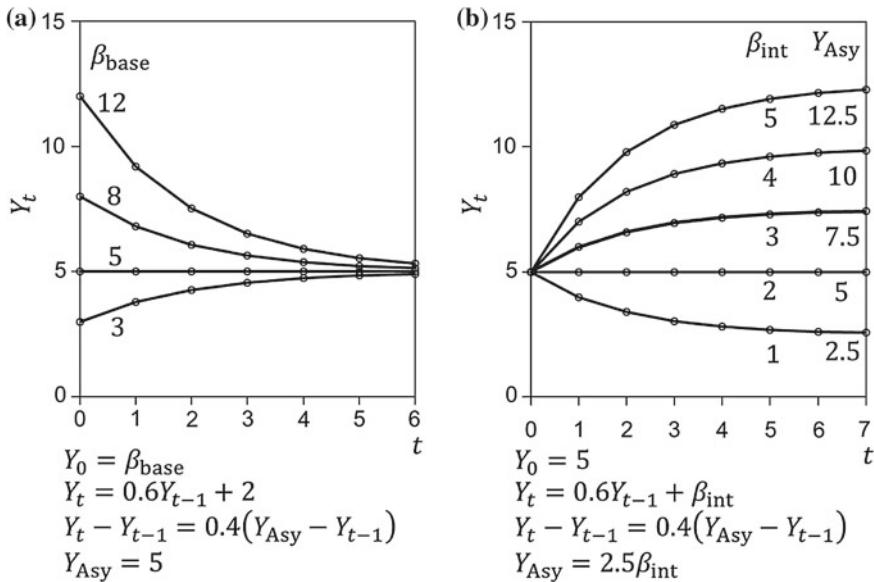 (a)
15
10
5
0
Y_t
β_base
12
8
5
3
0 1 2 3 4 5 6
t
Y_0 = β_base
Y_t = 0.6Y_{t−1} + 2
Y_t − Y_{t−1} = 0.4(Y_Asy − Y_{t−1})
Y_Asy = 5
(b)
15
10
5
0
Y_t
β_int Y_Asy
5 12.5
4 10
3 7.5
2 5
1 2.5
0 1 2 3 4 5 6 7
t
Y_0 = 5
Y_t = 0.6Y_{t−1} + β_int
Y_t − Y_{t−1} = 0.4(Y_Asy − Y_{t−1})
Y_Asy = 2.5β_int